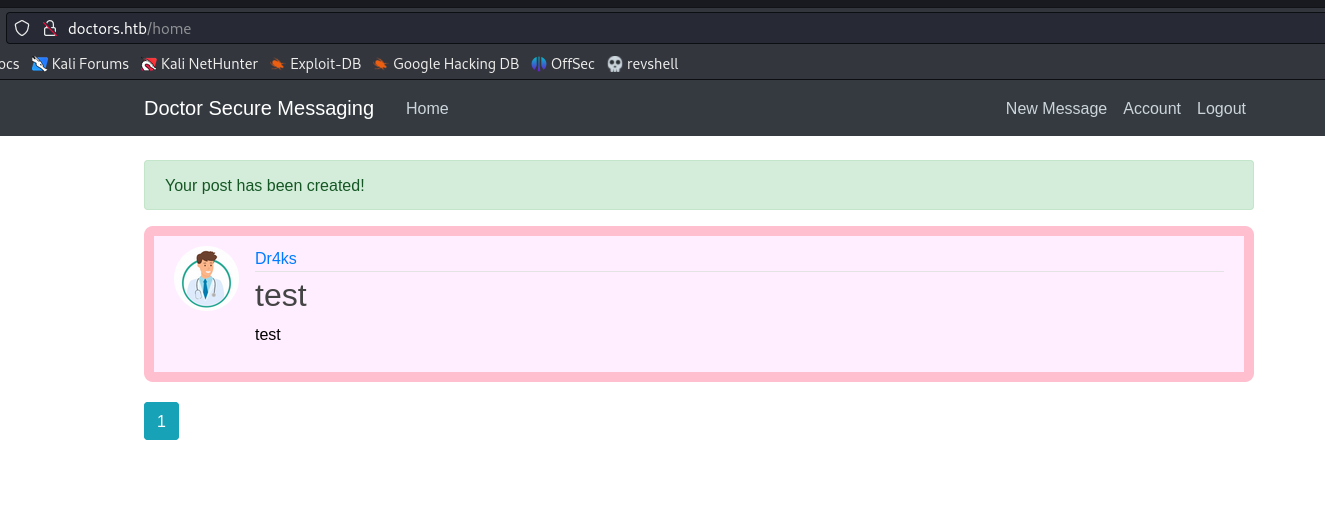 doctors.htb/home
ocs Kali Forums Kali NetHunter Exploit-DB Google Hacking DB OffSec revshell
Doctor Secure Messaging Home New Message Account Logout
Your post has been created!
Dr4ks
test
test
1